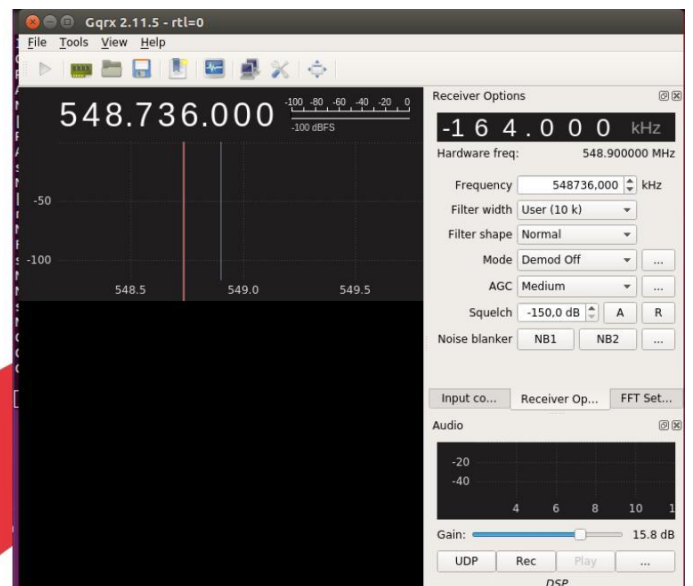 Gqrx 2.11.5 - rtl=0
File Tools View Help
548.736.000
-100 -80 -60 -40 -20 0
-100 dBFS
-50
-100
548.5 549.0 549.5
Receiver Options
-164.000 kHz
Hardware freq: 548.900000 MHz
Frequency 548736,000 kHz
Filter width User (10 k)
Filter shape Normal
Mode Demod Off ...
AGC Medium ...
Squelch -150,0 dB A R
Noise blanker NB1 NB2 ...
Input co... Receiver Op... FFT Set...
Audio
-20
-40
4 6 8 10 1
Gain: 15.8 dB
UDP Rec Play ...
DSP